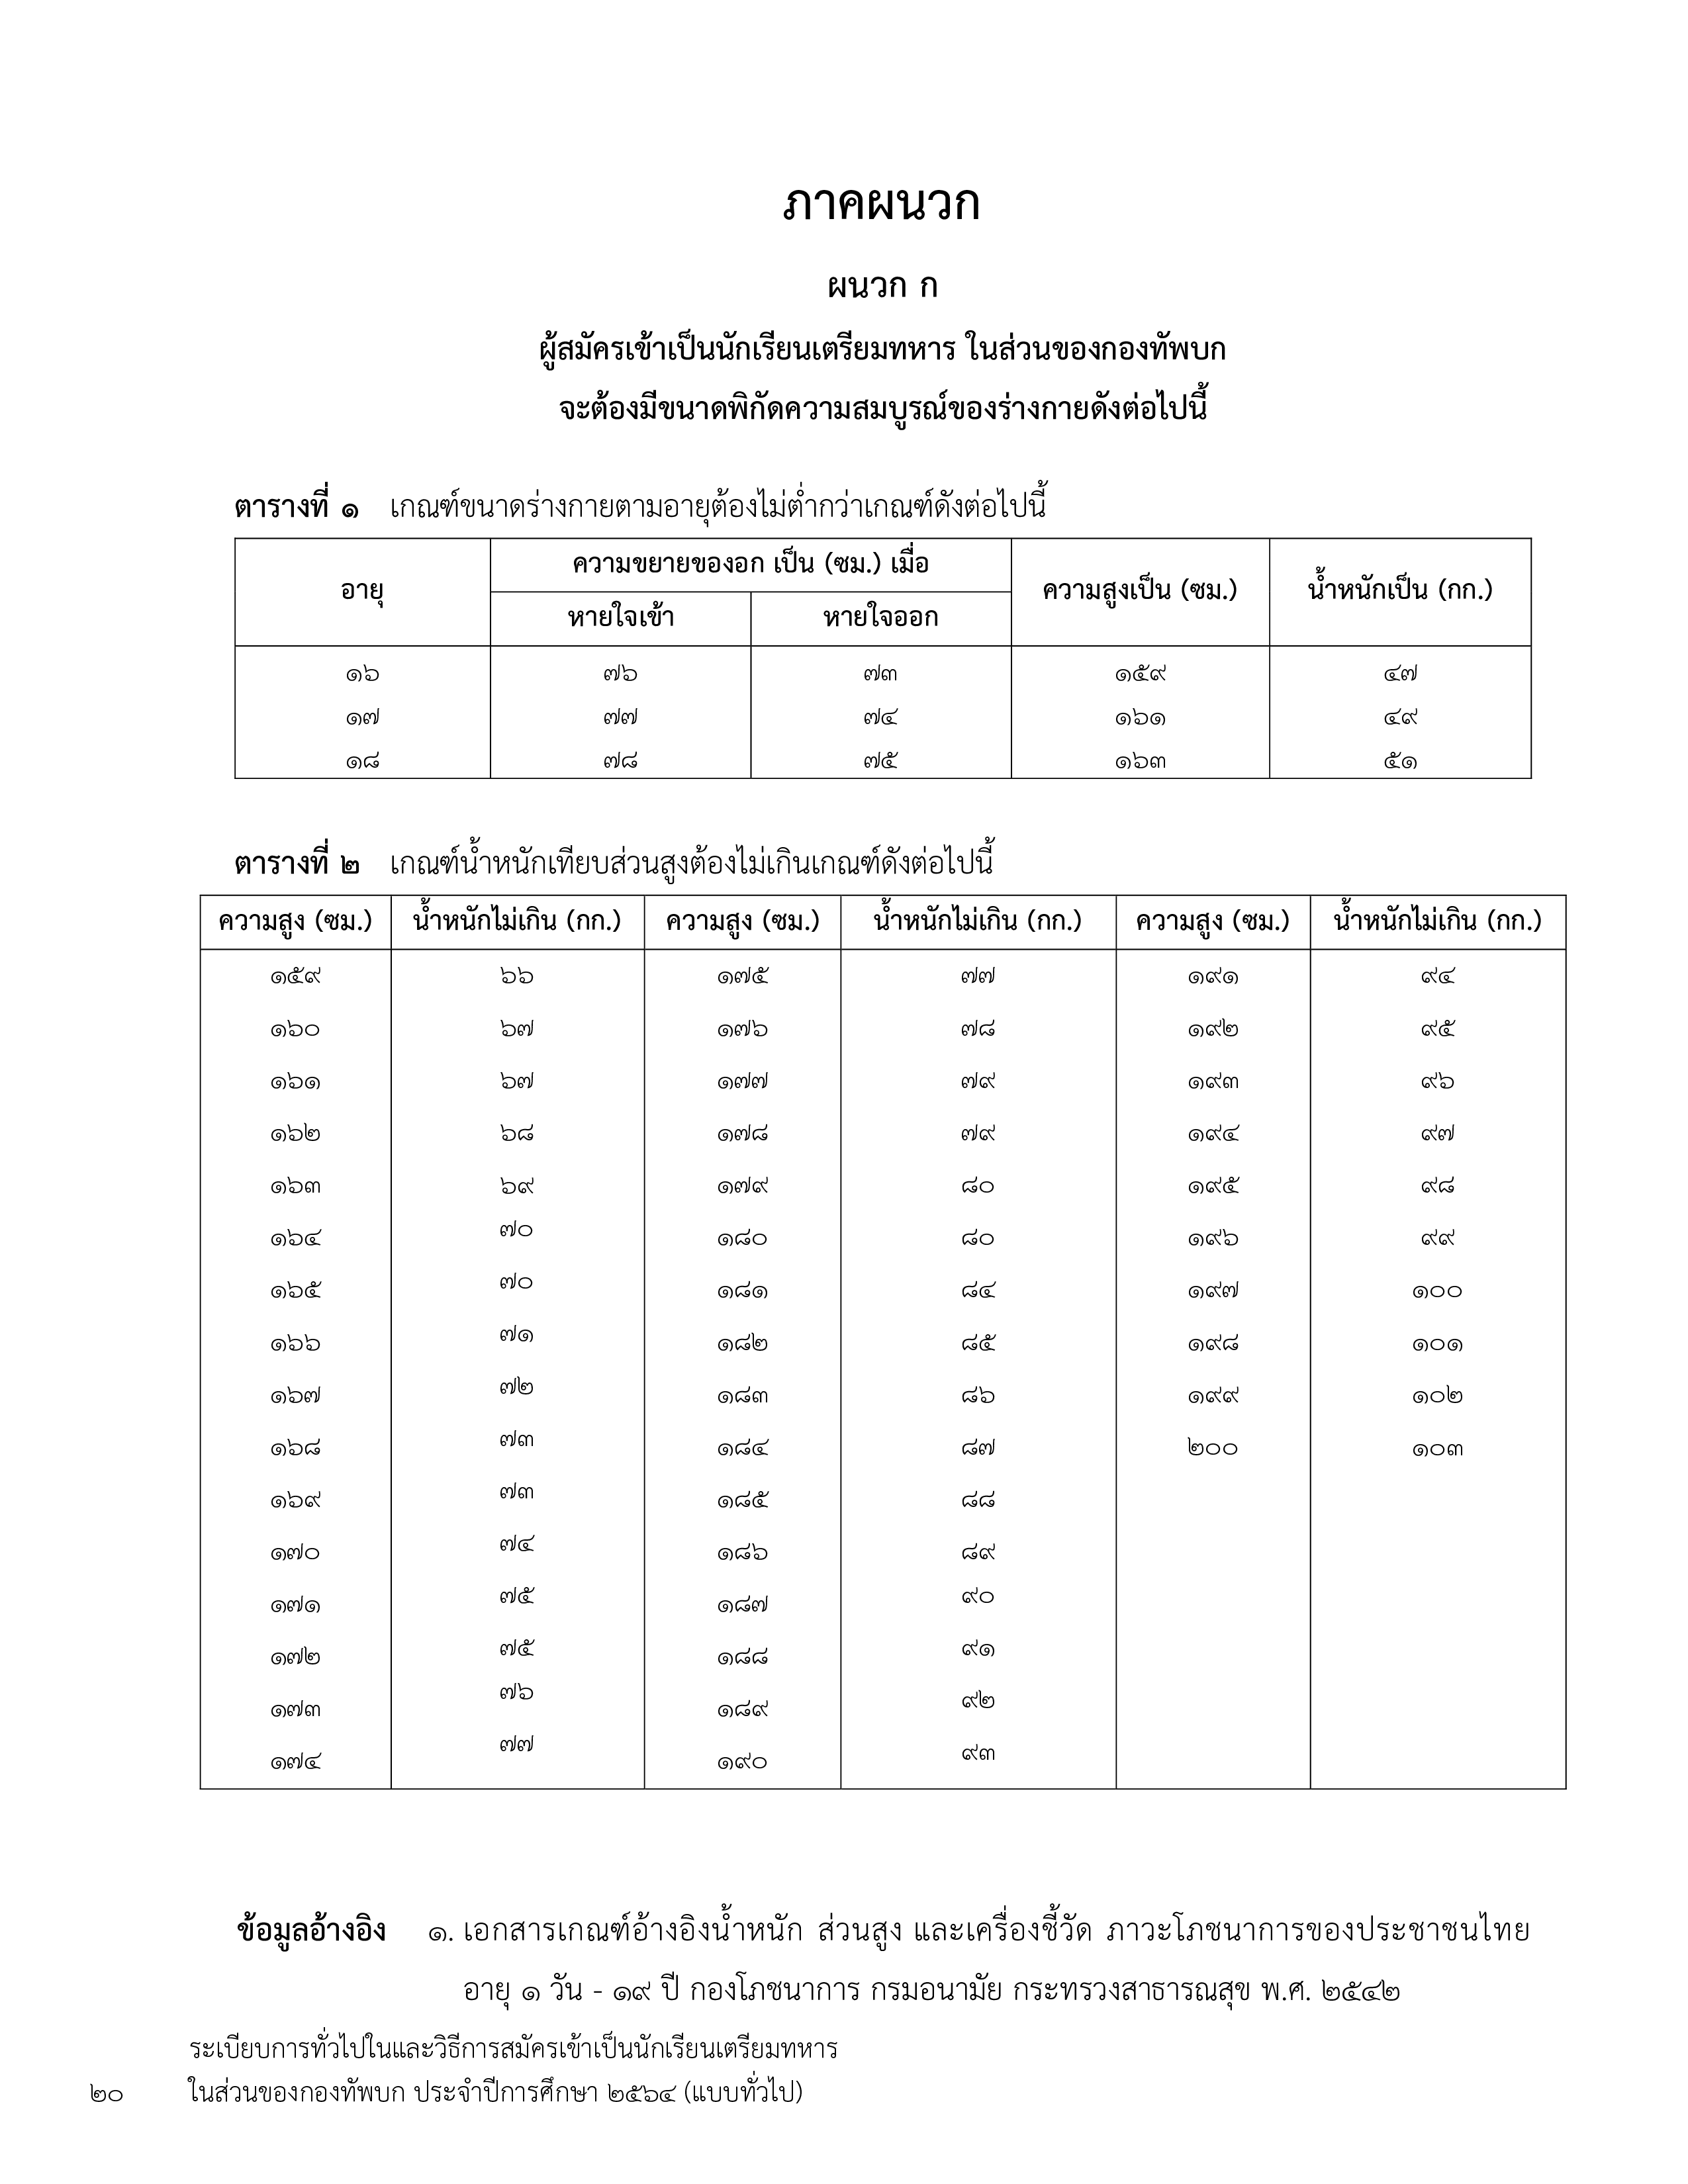 ภาคผนวก
ผนวก ก
ผู้สมัครเข้าเป็นนักเรียนเตรียมทหาร ในส่วนของกองทัพบก
จะต้องมีขนาดพิกัดความสมบูรณ์ของร่างกายดังต่อไปนี้
ตารางที่ ๑ เกณฑ์ขนาดร่างกายตามอายุต้องไม่ต่ำกว่าเกณฑ์ดังต่อไปนี้
อายุ ความขยายของอก เป็น (ซม.) เมื่อ ความสูงเป็น (ซม.) น้ำหนักเป็น (กก.)
หายใจเข้า หายใจออก
๑๖ ๗๖ ๗๓ ๑๕๙ ๔๗
๑๗ ๗๗ ๗๔ ๑๖๑ ๔๙
๑๘ ๗๘ ๗๕ ๑๖๓ ๕๑
ตารางที่ ๒ เกณฑ์น้ำหนักเทียบส่วนสูงต้องไม่เกินเกณฑ์ดังต่อไปนี้
ความสูง (ซม.) น้ำหนักไม่เกิน (กก.) ความสูง (ซม.) น้ำหนักไม่เกิน (กก.) ความสูง (ซม.) น้ำหนักไม่เกิน (กก.)
๑๕๙ ๖๖ ๑๗๕ ๗๗ ๑๙๑ ๙๔
๑๖๐ ๖๗ ๑๗๖ ๗๘ ๑๙๒ ๙๕
๑๖๑ ๖๗ ๑๗๗ ๗๙ ๑๙๓ ๙๖
๑๖๒ ๖๘ ๑๗๘ ๗๙ ๑๙๔ ๙๗
๑๖๓ ๖๙ ๑๗๙ ๘๐ ๑๙๕ ๙๘
๑๖๔ ๗๐ ๑๘๐ ๘๐ ๑๙๖ ๙๙
๑๖๕ ๗๐ ๑๘๑ ๘๔ ๑๙๗ ๑๐๐
๑๖๖ ๗๑ ๑๘๒ ๘๕ ๑๙๘ ๑๐๑
๑๖๗ ๗๒ ๑๘๓ ๘๖ ๑๙๙ ๑๐๒
๑๖๘ ๗๓ ๑๘๔ ๘๗ ๒๐๐ ๑๐๓
๑๖๙ ๗๓ ๑๘๕ ๘๘
๑๗๐ ๗๔ ๑๘๖ ๘๙
๑๗๑ ๗๕ ๑๘๗ ๙๐
๑๗๒ ๗๕ ๑๘๘ ๙๑
๑๗๓ ๗๖ ๑๘๙ ๙๒
๑๗๔ ๗๗ ๑๙๐ ๙๓
ข้อมูลอ้างอิง ๑. เอกสารเกณฑ์อ้างอิงน้ำหนัก ส่วนสูง และเครื่องชี้วัด ภาวะโภชนาการของประชาชนไทย
อายุ ๑ วัน - ๑๙ ปี กองโภชนาการ กรมอนามัย กระทรวงสาธารณสุข พ.ศ. ๒๕๔๒
ระเบียบการทั่วไปในและวิธีการสมัครเข้าเป็นนักเรียนเตรียมทหาร
๒๐ ในส่วนของกองทัพบก ประจำปีการศึกษา ๒๕๖๔ (แบบทั่วไป)